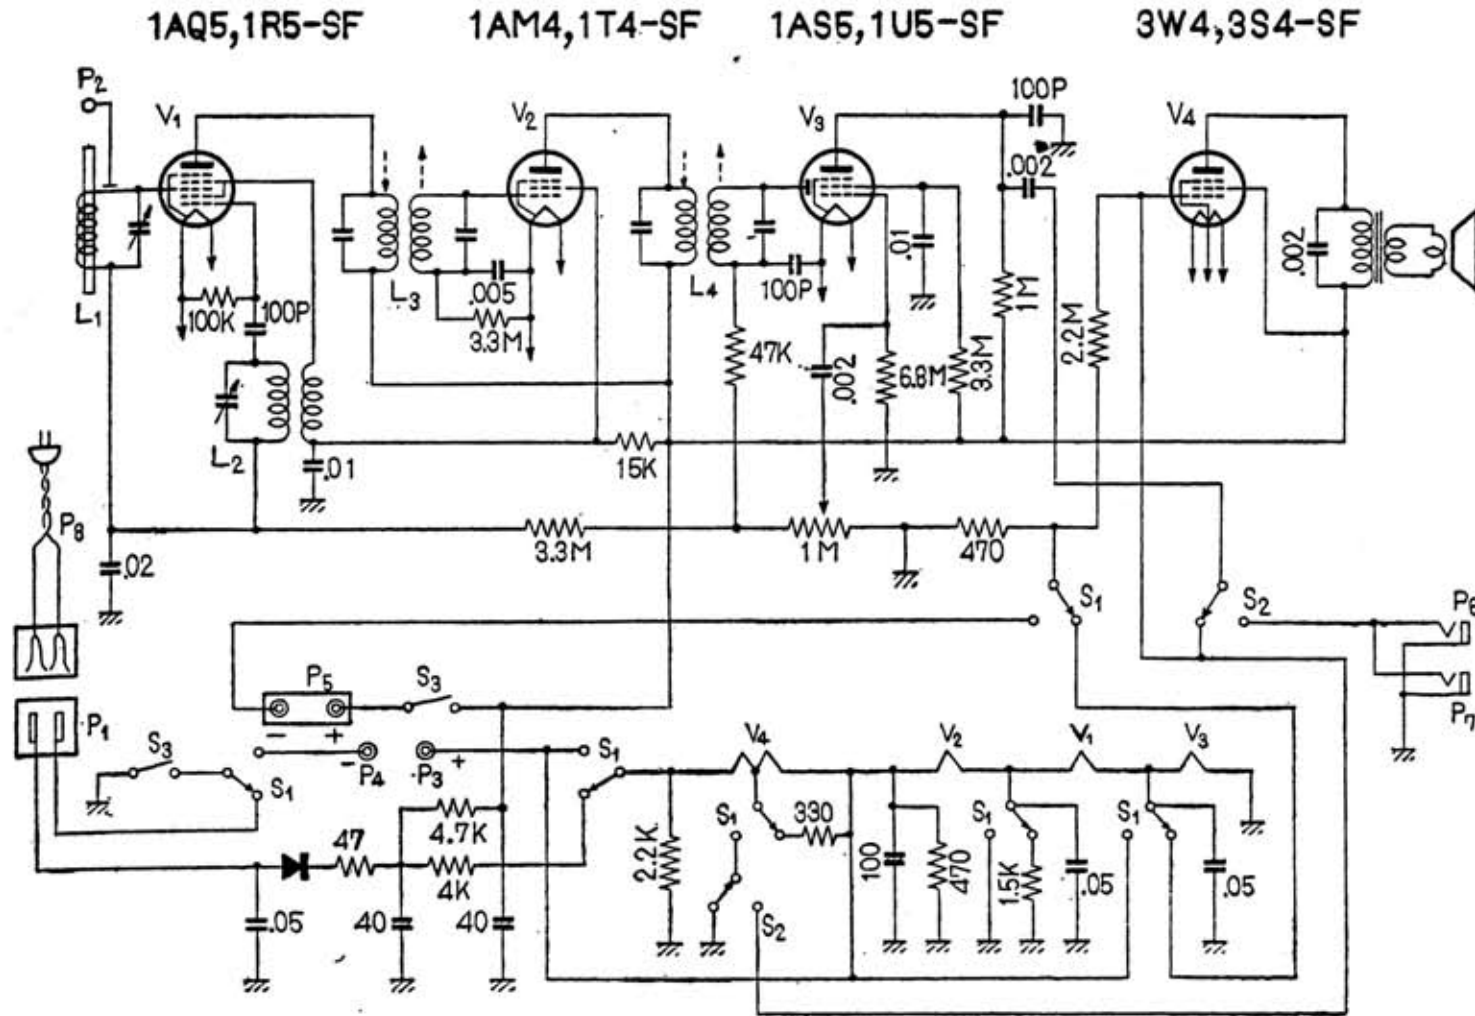 1AQ5,1R5-SF
1AM4,1T4-SF
1AS5,1U5-SF
3W4,3S4-SF
P2
V1
V2
V3
V4
100P
.002
L1
100K
100P
L3
.005
3.3M
L4
100P
.01
1M
2.2M
.002
47K
.002
6.8M
3.3M
L2
.01
15K
P8
.02
3.3M
1M
470
S1
S2
P6
P7
P5
S3
- +
P1
S3
S1
- P4
P3 +
S1
V4
V2
V1
V3
47
4.7K
4K
2.2K
S1
330
100
470
S1
1.5K
.05
S1
.05
.05
40
40
S2